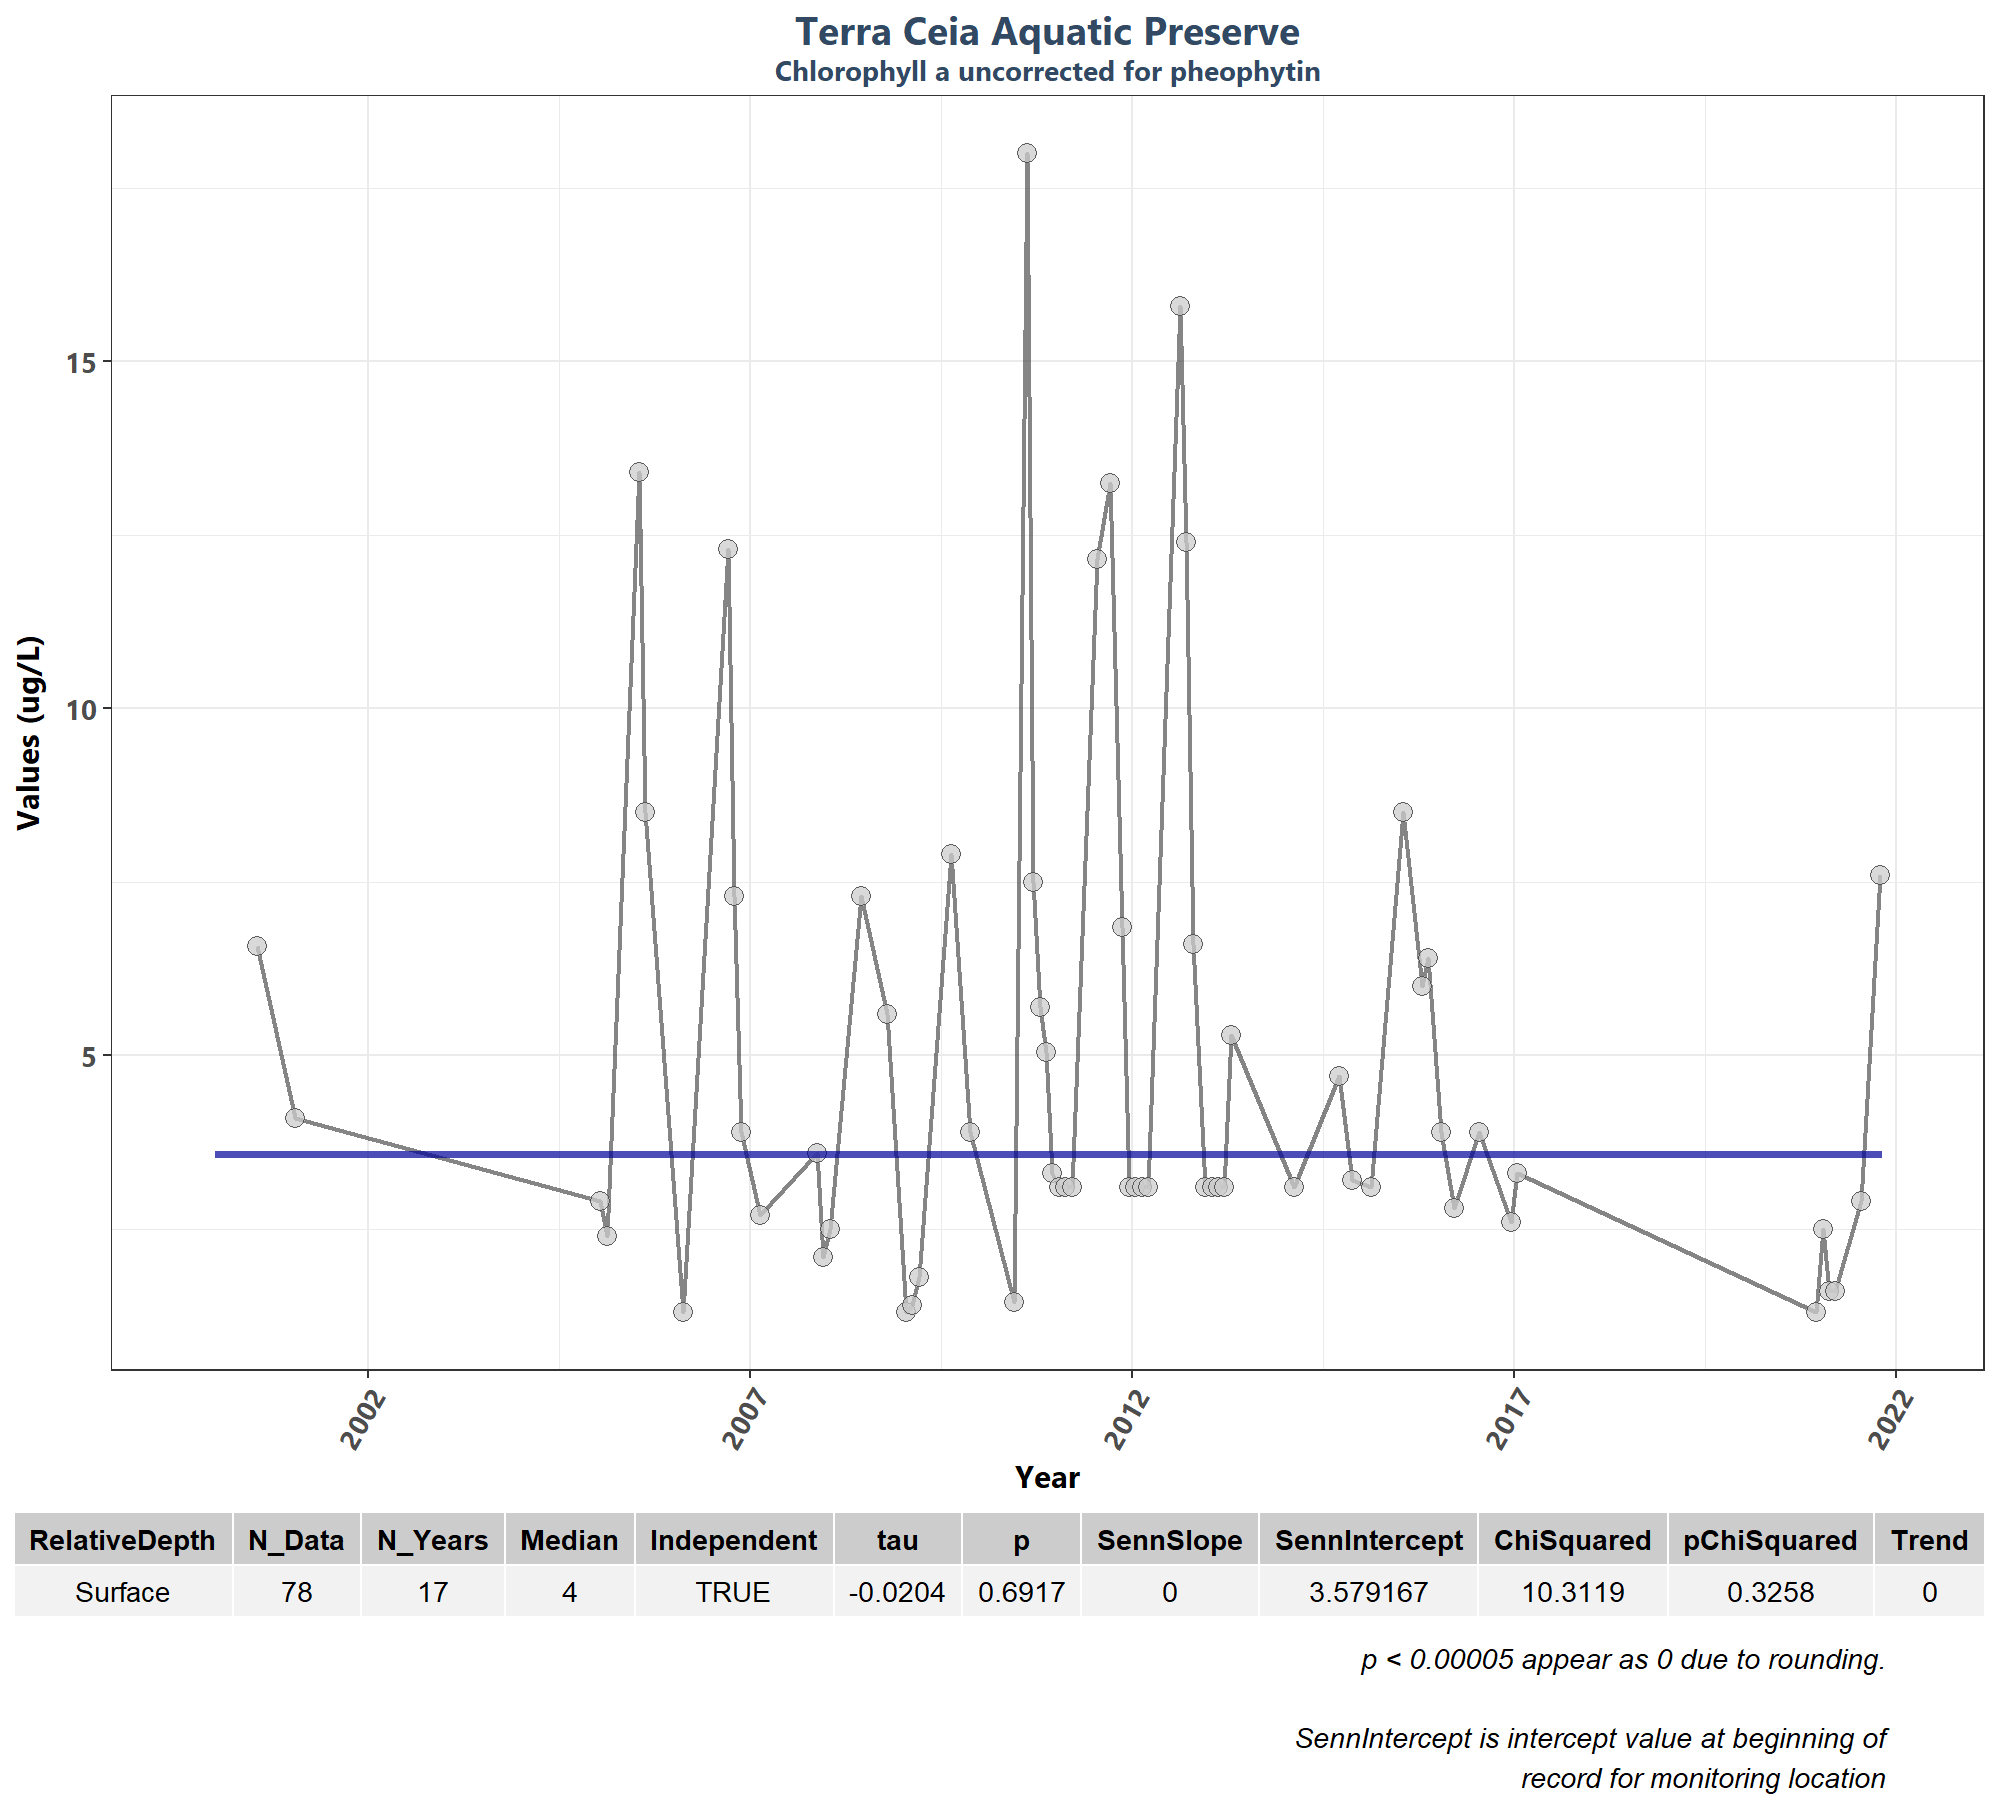 Terra Ceia Aquatic Preserve
Chlorophyll a uncorrected for pheophytin
Values (ug/L)
15
10
5
2002 2007 2012 2017 2022
Year
RelativeDepth N_Data N_Years Median Independent tau p SennSlope SennIntercept ChiSquared pChiSquared Trend
Surface 78 17 4 TRUE -0.0204 0.6917 0 3.579167 10.3119 0.3258 0
p < 0.00005 appear as 0 due to rounding.
SennIntercept is intercept value at beginning of
record for monitoring location